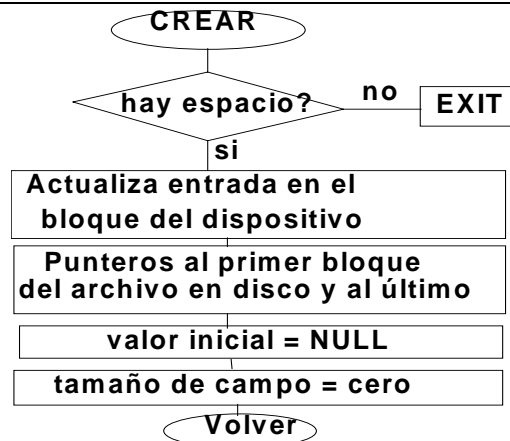 CREAR
hay espacio?
no
EXIT
si
Actualiza entrada en el
bloque del dispositivo
Punteros al primer bloque
del archivo en disco y al último
valor inicial = NULL
tamaño de campo = cero
Volver